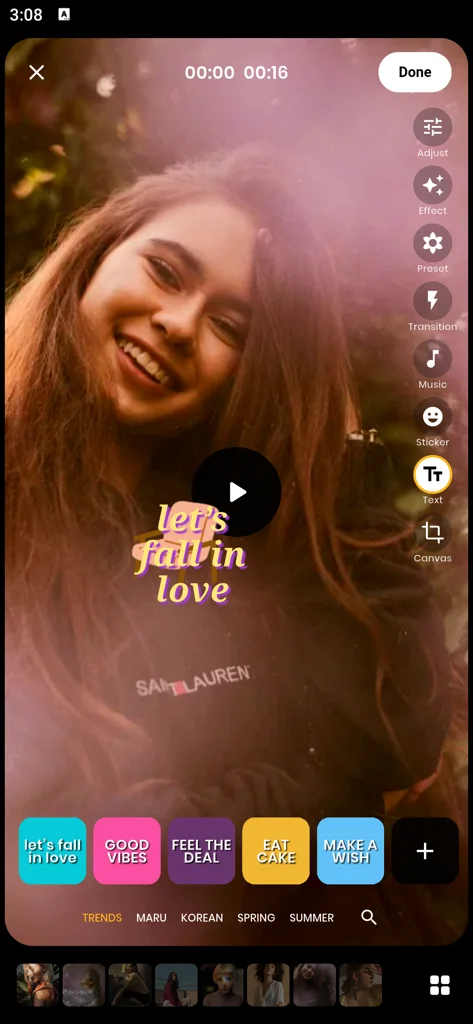 3:08
A
00:00 00:16
Done
Adjust
Effect
Preset
Transition
Music
Sticker
Tt
Text
Canvas
let's
fall in
love
SAINT LAURENT
let's fall
in love
GOOD
VIBES
FEEL THE
DEAL
EAT
CAKE
MAKE A
WISH
TRENDS MARU KOREAN SPRING SUMMER